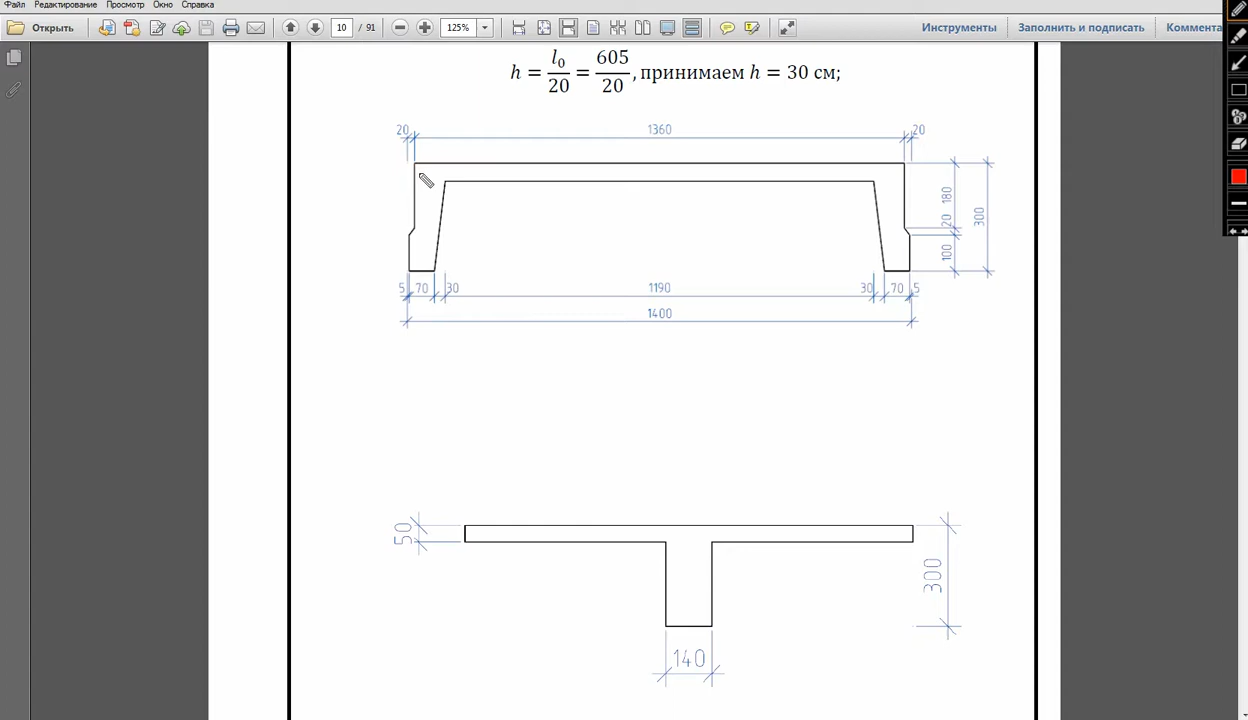 Файл Редактирование Просмотр Окно Справка
Открыть 10 / 91 125% Инструменты Заполнить и подписать Коммента
h = l₀/20 = 605/20, принимаем h = 30 см;
20 1360 20
180
20
300
100
5 70 30 1190 30 70 5
1400
50
300
140